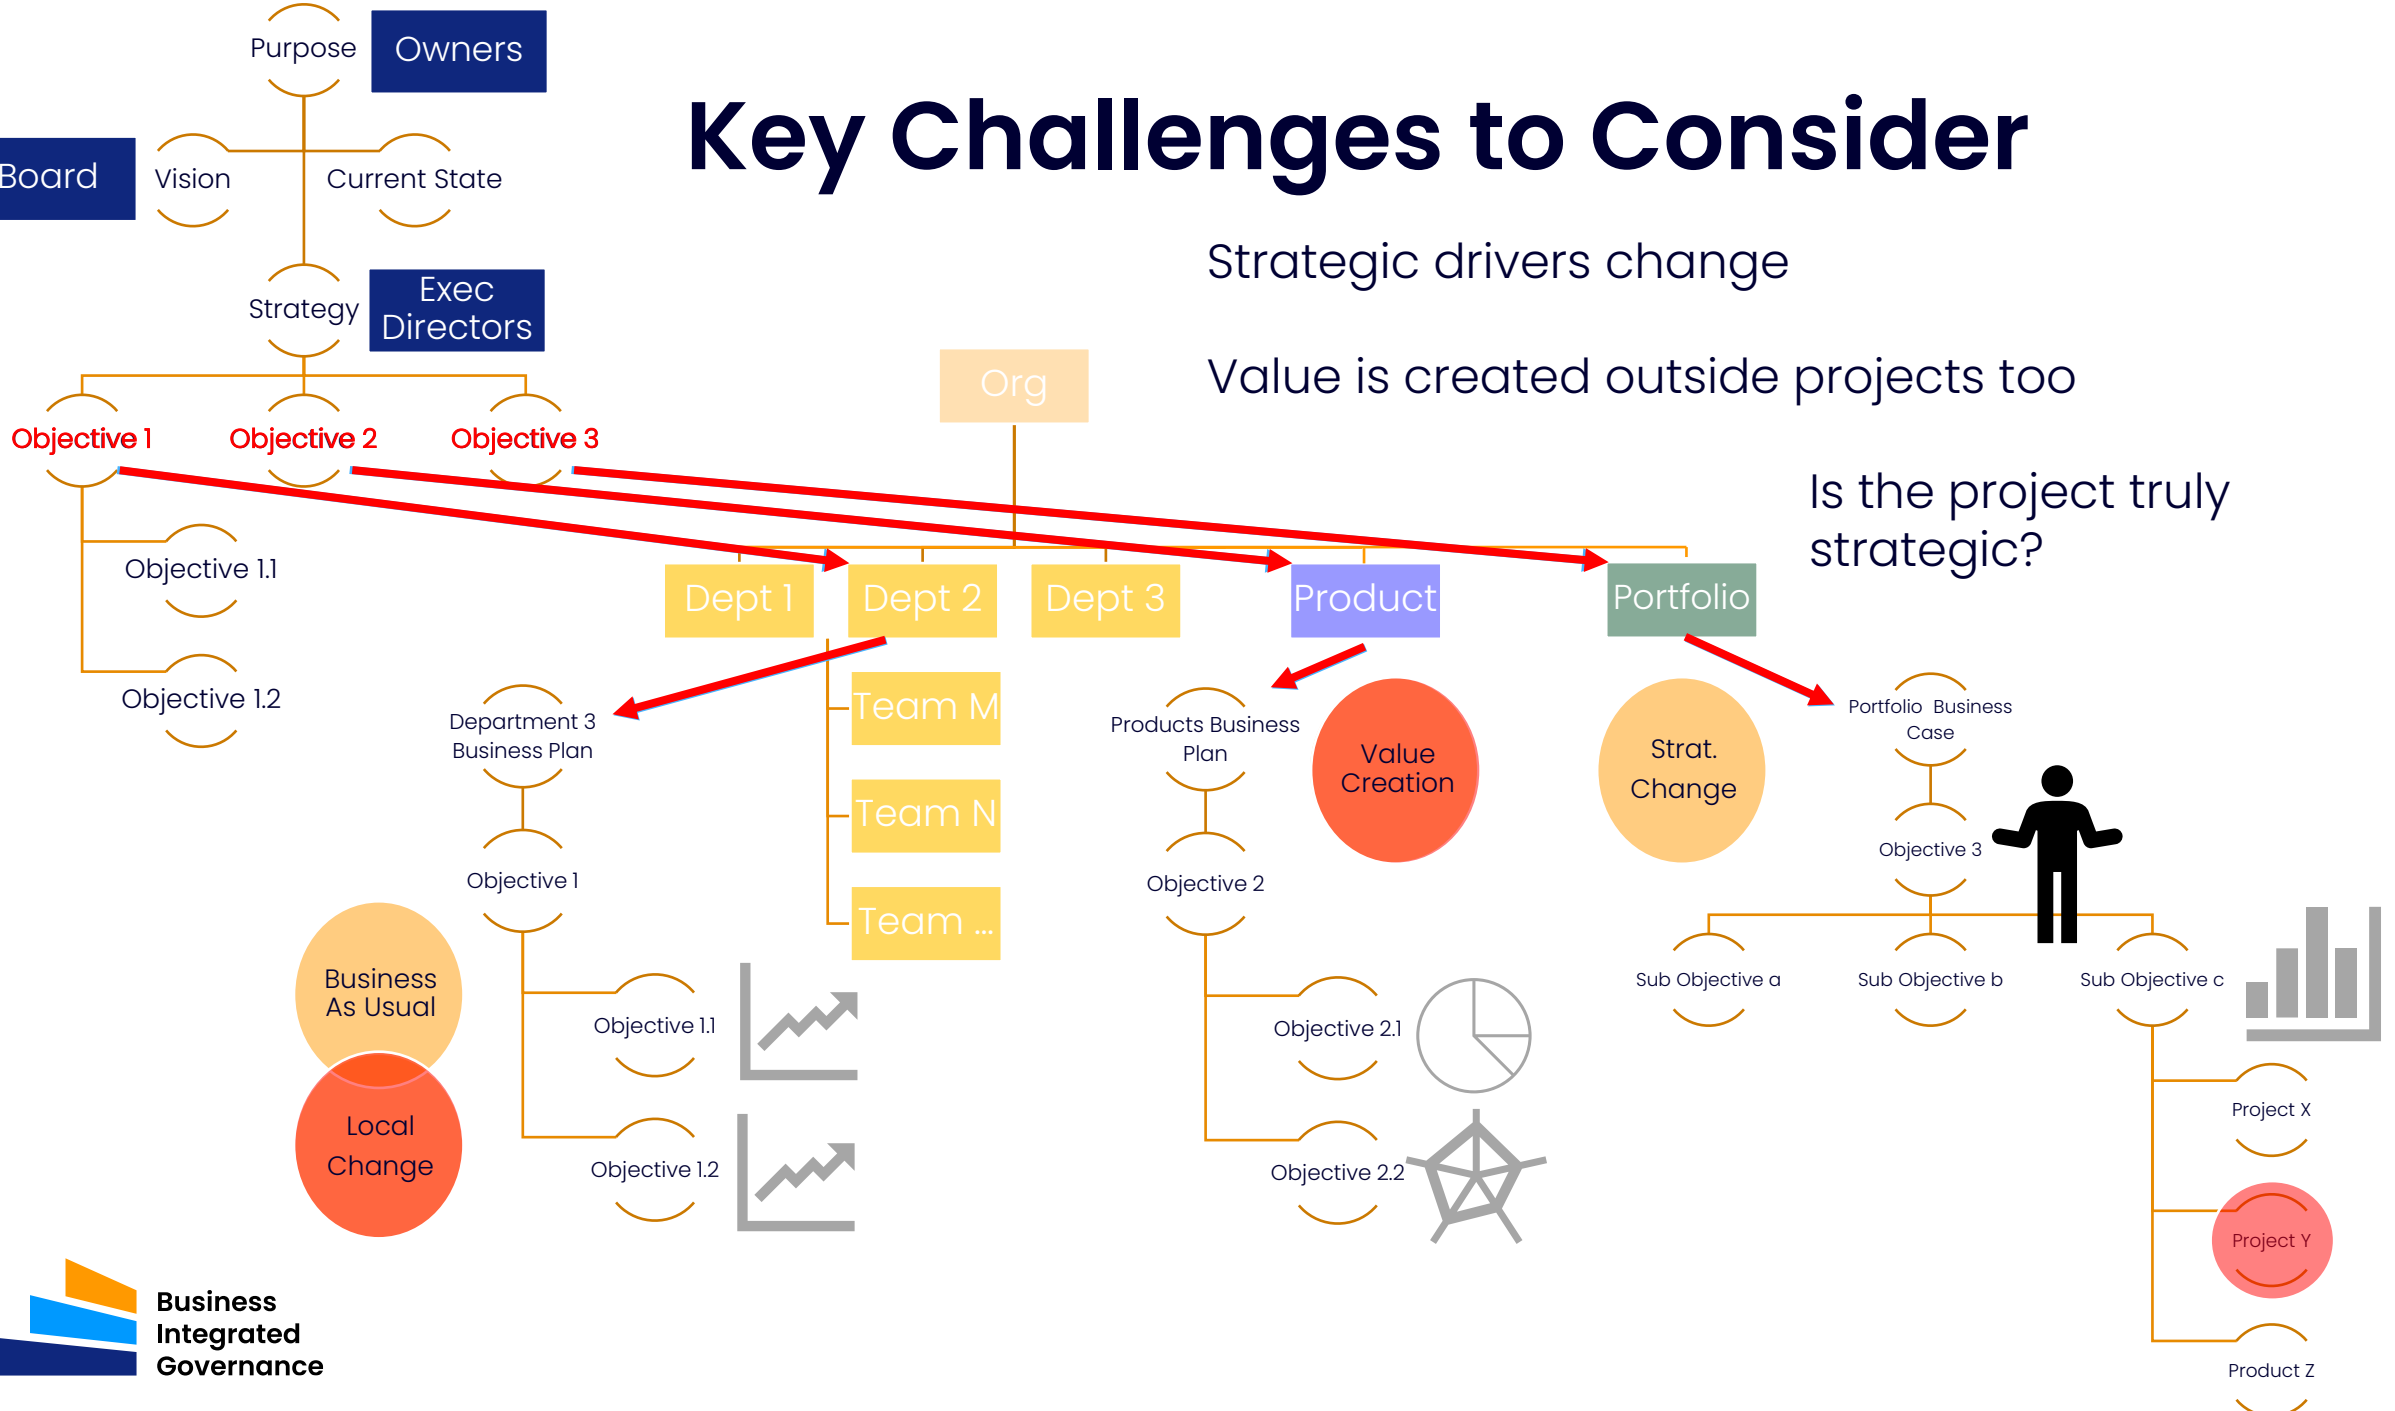 Purpose
Owners
Key Challenges to Consider
Board
Vision
Current State
Strategic drivers change
Strategy
Exec
Directors
Value is created outside projects too
Org
Objective 1
Objective 2
Objective 3
Is the project truly
strategic?
Objective 1.1
Objective 1.2
Dept 1
Dept 2
Dept 3
Product
Portfolio
Team M
Team N
Team ...
Department 3
Business Plan
Objective 1
Business
As Usual
Local
Change
Objective 1.1
Objective 1.2
Products Business
Plan
Value
Creation
Objective 2
Objective 2.1
Objective 2.2
Strat.
Change
Portfolio Business
Case
Objective 3
Sub Objective a
Sub Objective b
Sub Objective c
Project X
Project Y
Product Z
Business
Integrated
Governance